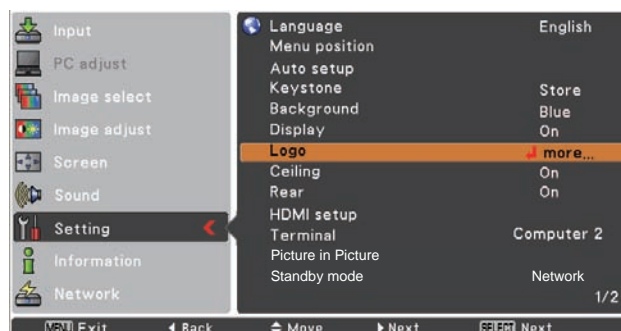 Input
PC adjust
Image select
Image adjust
Screen
Sound
Setting
Information
Network
Language English
Menu position
Auto setup
Keystone Store
Background Blue
Display On
Logo more...
Ceiling On
Rear On
HDMI setup
Terminal Computer 2
Picture in Picture
Standby mode Network
1/2
MENU Exit Back Move Next SELECT Next